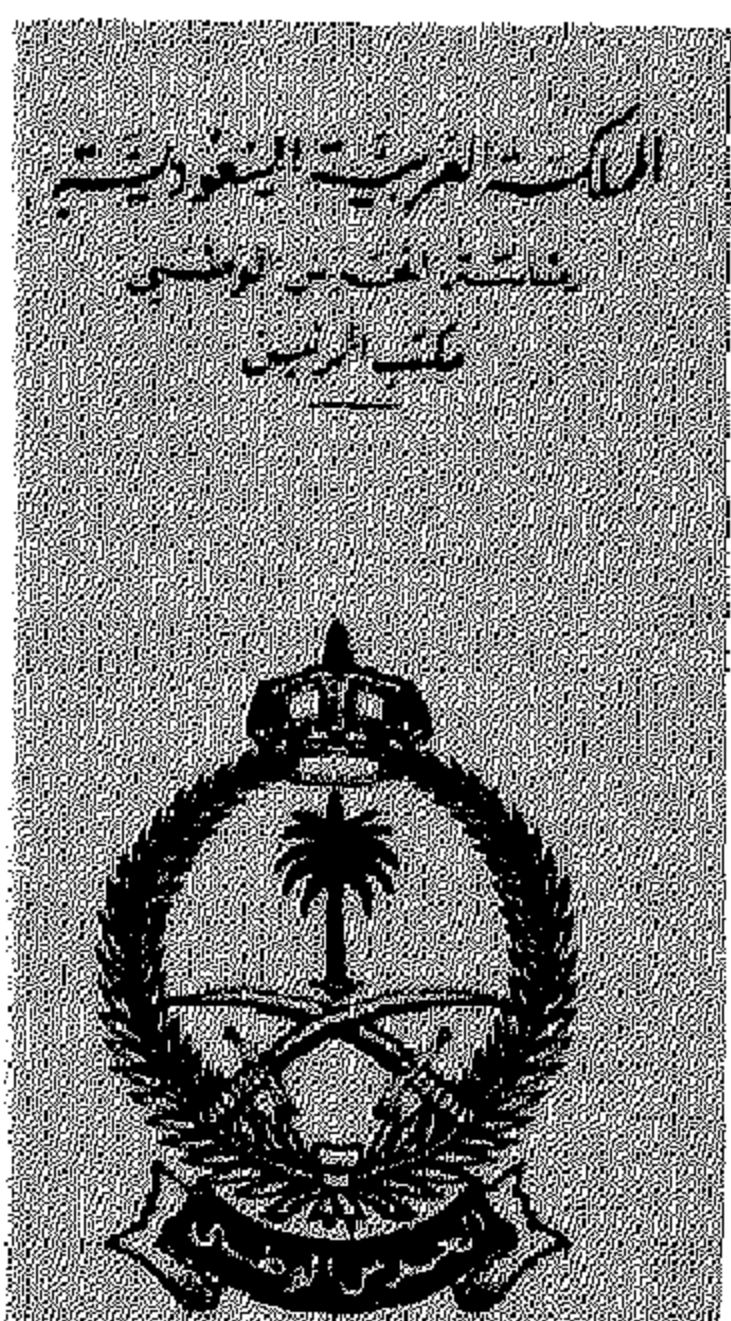 المملكة العربية السعودية
رئاسة الحرس الوطني
مكتب الرئيس
الحرس الوطني